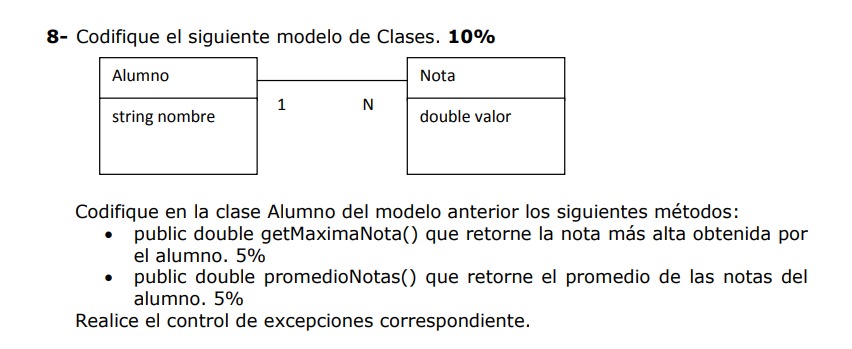 8- Codifique el siguiente modelo de Clases. 10%
Alumno
Nota
1
N
string nombre
double valor
Codifique en la clase Alumno del modelo anterior los siguientes métodos:
• public double getMaximaNota() que retorne la nota más alta obtenida por
el alumno. 5%
• public double promedioNotas() que retorne el promedio de las notas del
alumno. 5%
Realice el control de excepciones correspondiente.